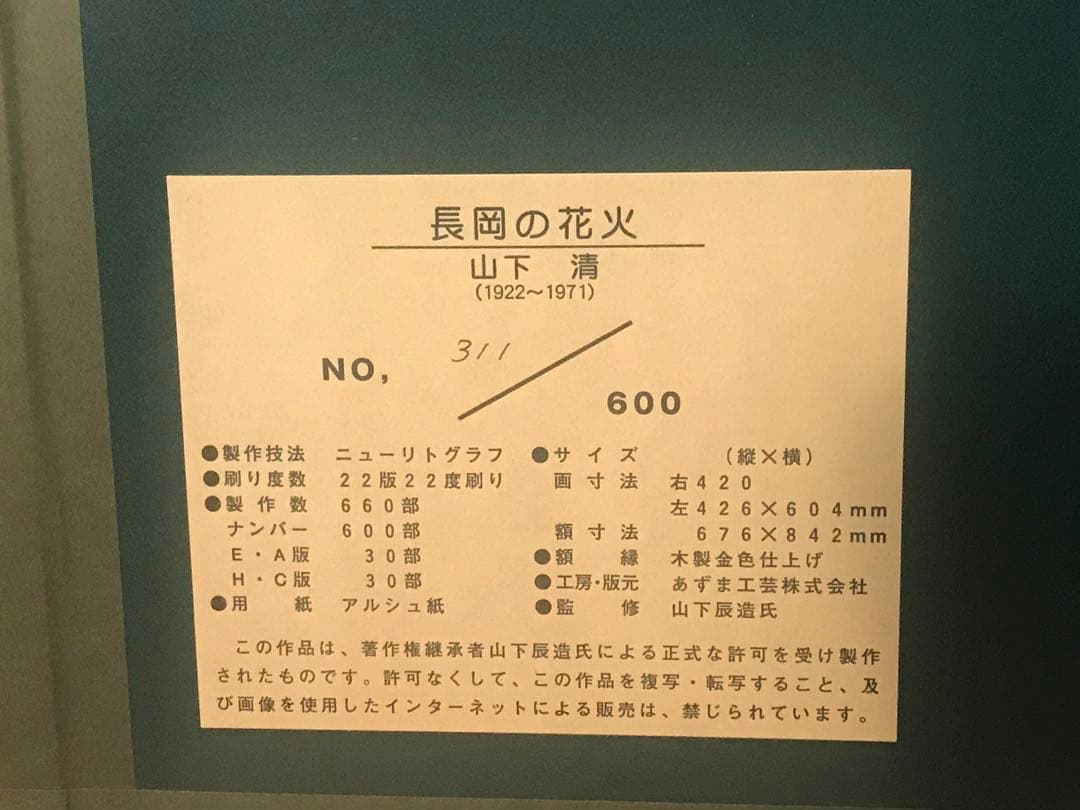 長岡の花火
山下 清
(1922〜1971)
NO, 311/600
●製作技法 ニューリトグラフ
●刷り度数 22版22度刷り
●製作数 660部
ナンバー 600部
E・A版 30部
H・C版 30部
●用紙 アルシュ紙
●サイズ (縦×横)
画寸法 右420
左426×604mm
額寸法 676×842mm
●額縁 木製金色仕上げ
●工房・版元 あずま工芸株式会社
●監修 山下辰造氏
この作品は、著作権継承者山下辰造氏による正式な許可を受け製作
されたものです。許可なくして、この作品を複写・転写すること、及
び画像を使用したインターネットによる販売は、禁じられています。